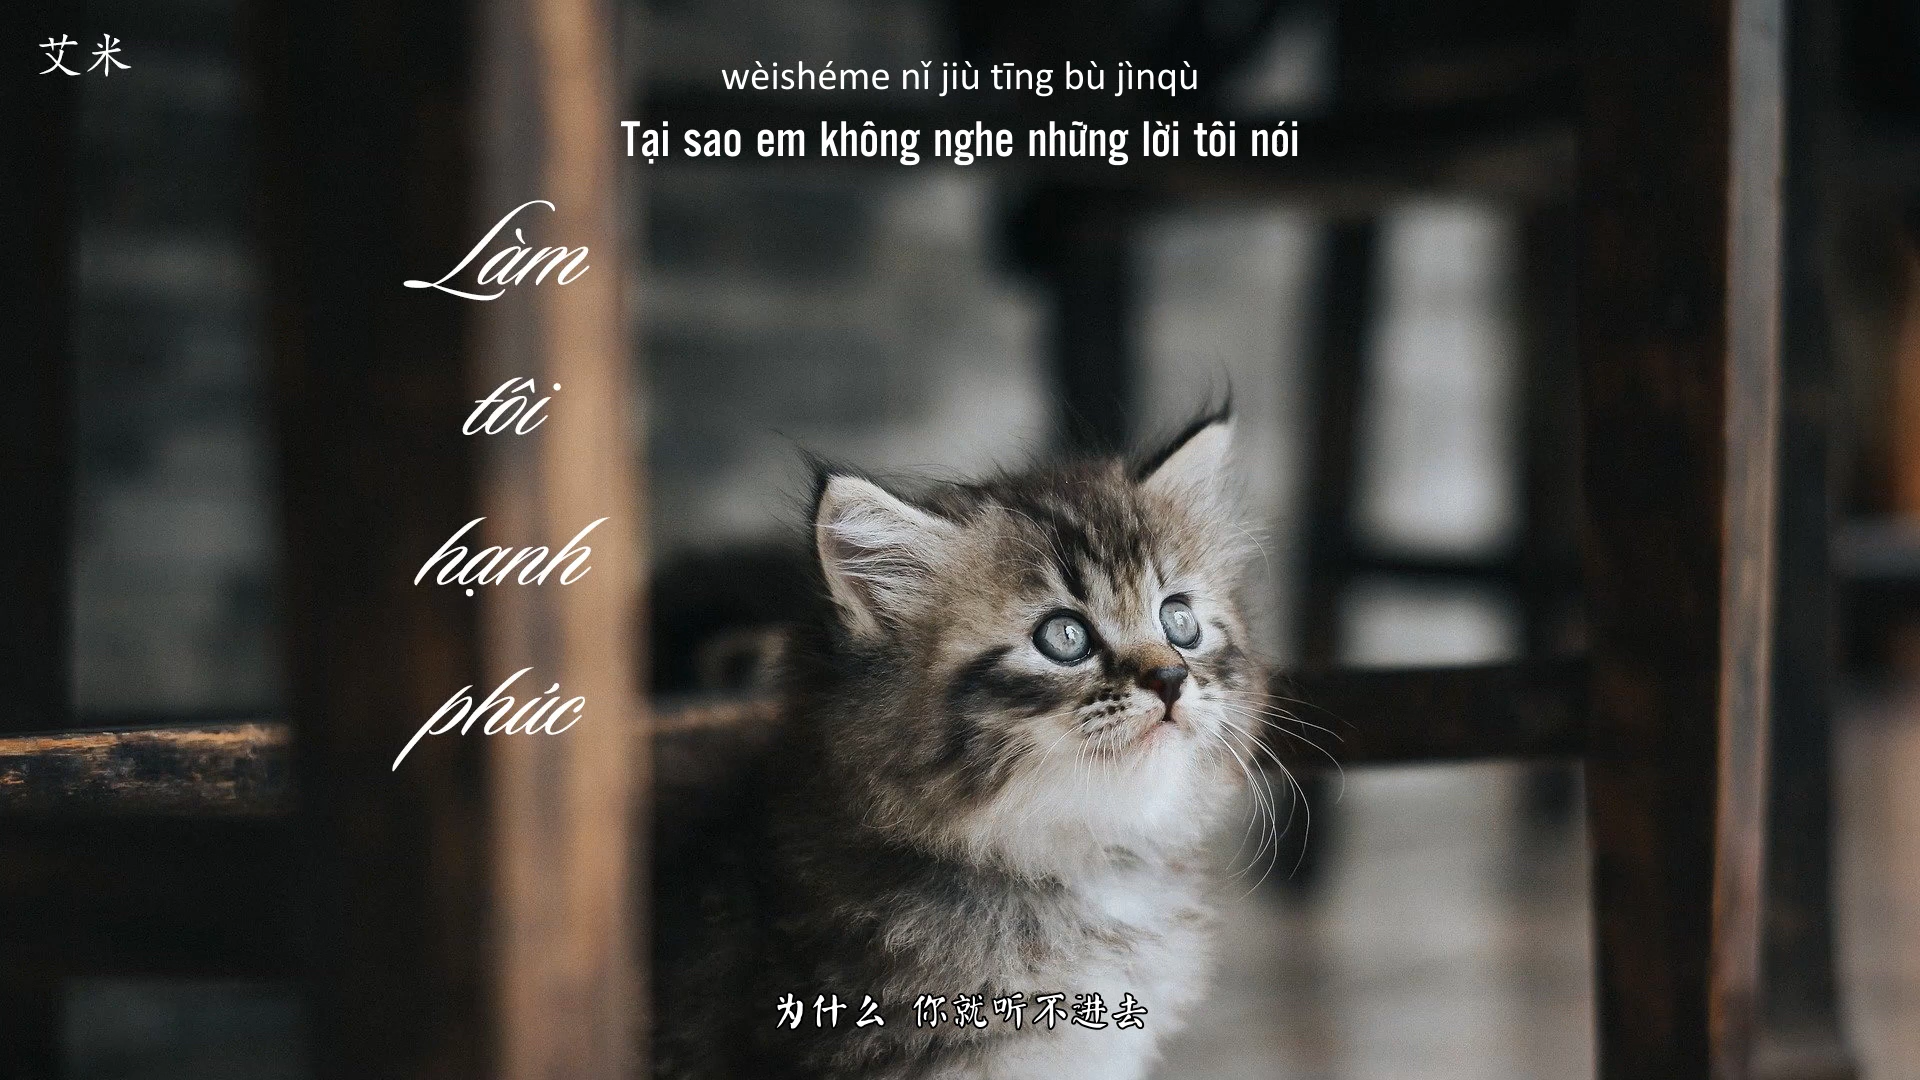 艾米
wèishéme nǐ jiù tīng bù jìnqù
Tại sao em không nghe những lời tôi nói
Làm
tôi
hạnh
phúc
为什么 你就听不进去